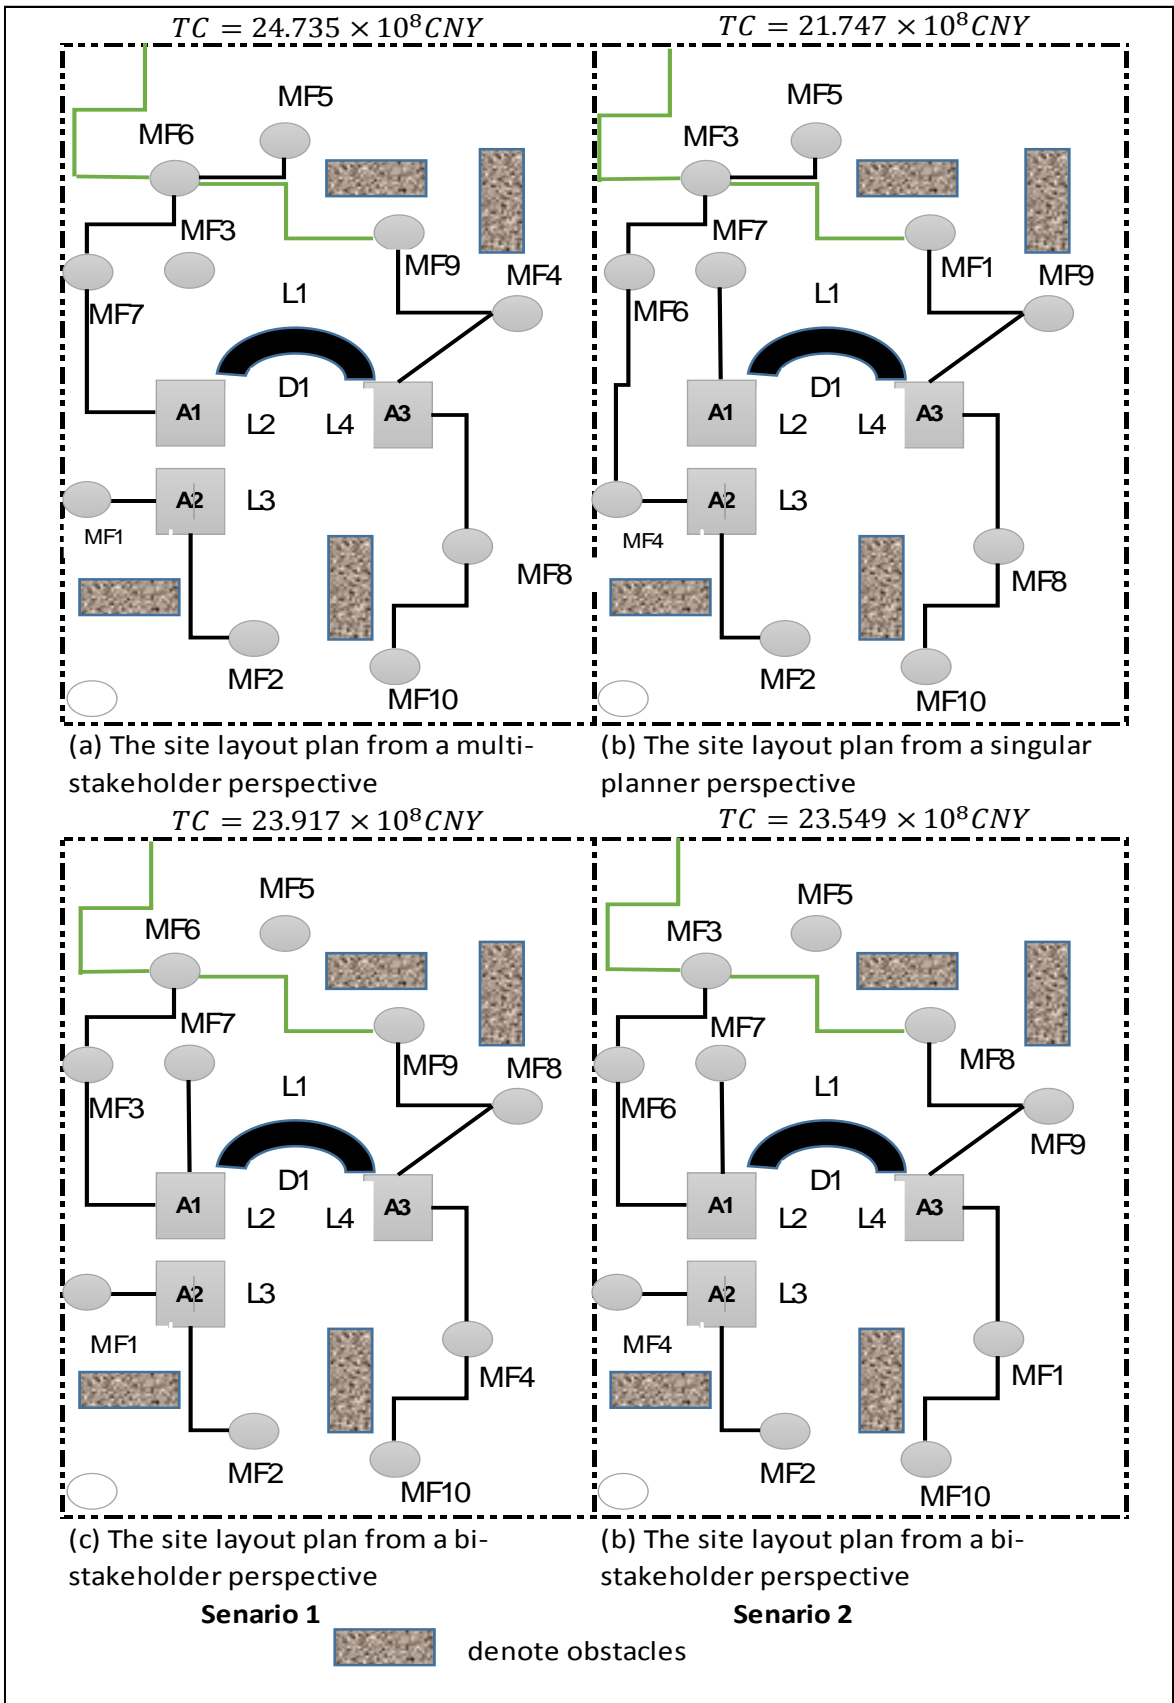 TC = 24.735 × 10⁸CNY
TC = 21.747 × 10⁸CNY
MF5
MF6
MF3
MF9
MF4
MF7
L1
D1
A1
L2
L4
A3
A2
L3
MF1
MF8
MF2
MF10
MF5
MF3
MF7
MF1
MF9
MF6
L1
D1
A1
L2
L4
A3
A2
L3
MF4
MF8
MF2
MF10
(a) The site layout plan from a multi-
stakeholder perspective
(b) The site layout plan from a singular
planner perspective
TC = 23.917 × 10⁸CNY
TC = 23.549 × 10⁸CNY
MF5
MF6
MF7
MF9
MF8
MF3
L1
D1
A1
L2
L4
A3
A2
L3
MF1
MF4
MF2
MF10
MF5
MF3
MF7
MF8
MF6
L1
MF9
D1
A1
L2
L4
A3
A2
L3
MF4
MF1
MF2
MF10
(c) The site layout plan from a bi-
stakeholder perspective
(b) The site layout plan from a bi-
stakeholder perspective
Senario 1
Senario 2
denote obstacles